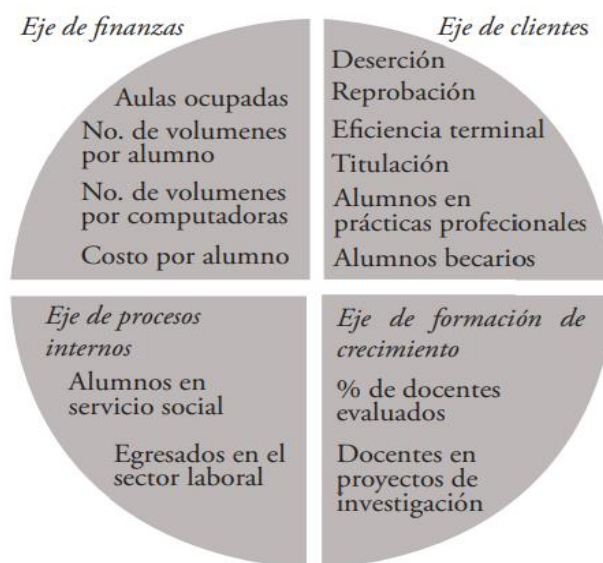 Eje de finanzas
Aulas ocupadas
No. de volumenes
por alumno
No. de volumenes
por computadoras
Costo por alumno
Eje de clientes
Deserción
Reprobación
Eficiencia terminal
Titulación
Alumnos en
prácticas profecionales
Alumnos becarios
Eje de procesos
internos
Alumnos en
servicio social
Egresados en el
sector laboral
Eje de formación de
crecimiento
% de docentes
evaluados
Docentes en
proyectos de
investigación